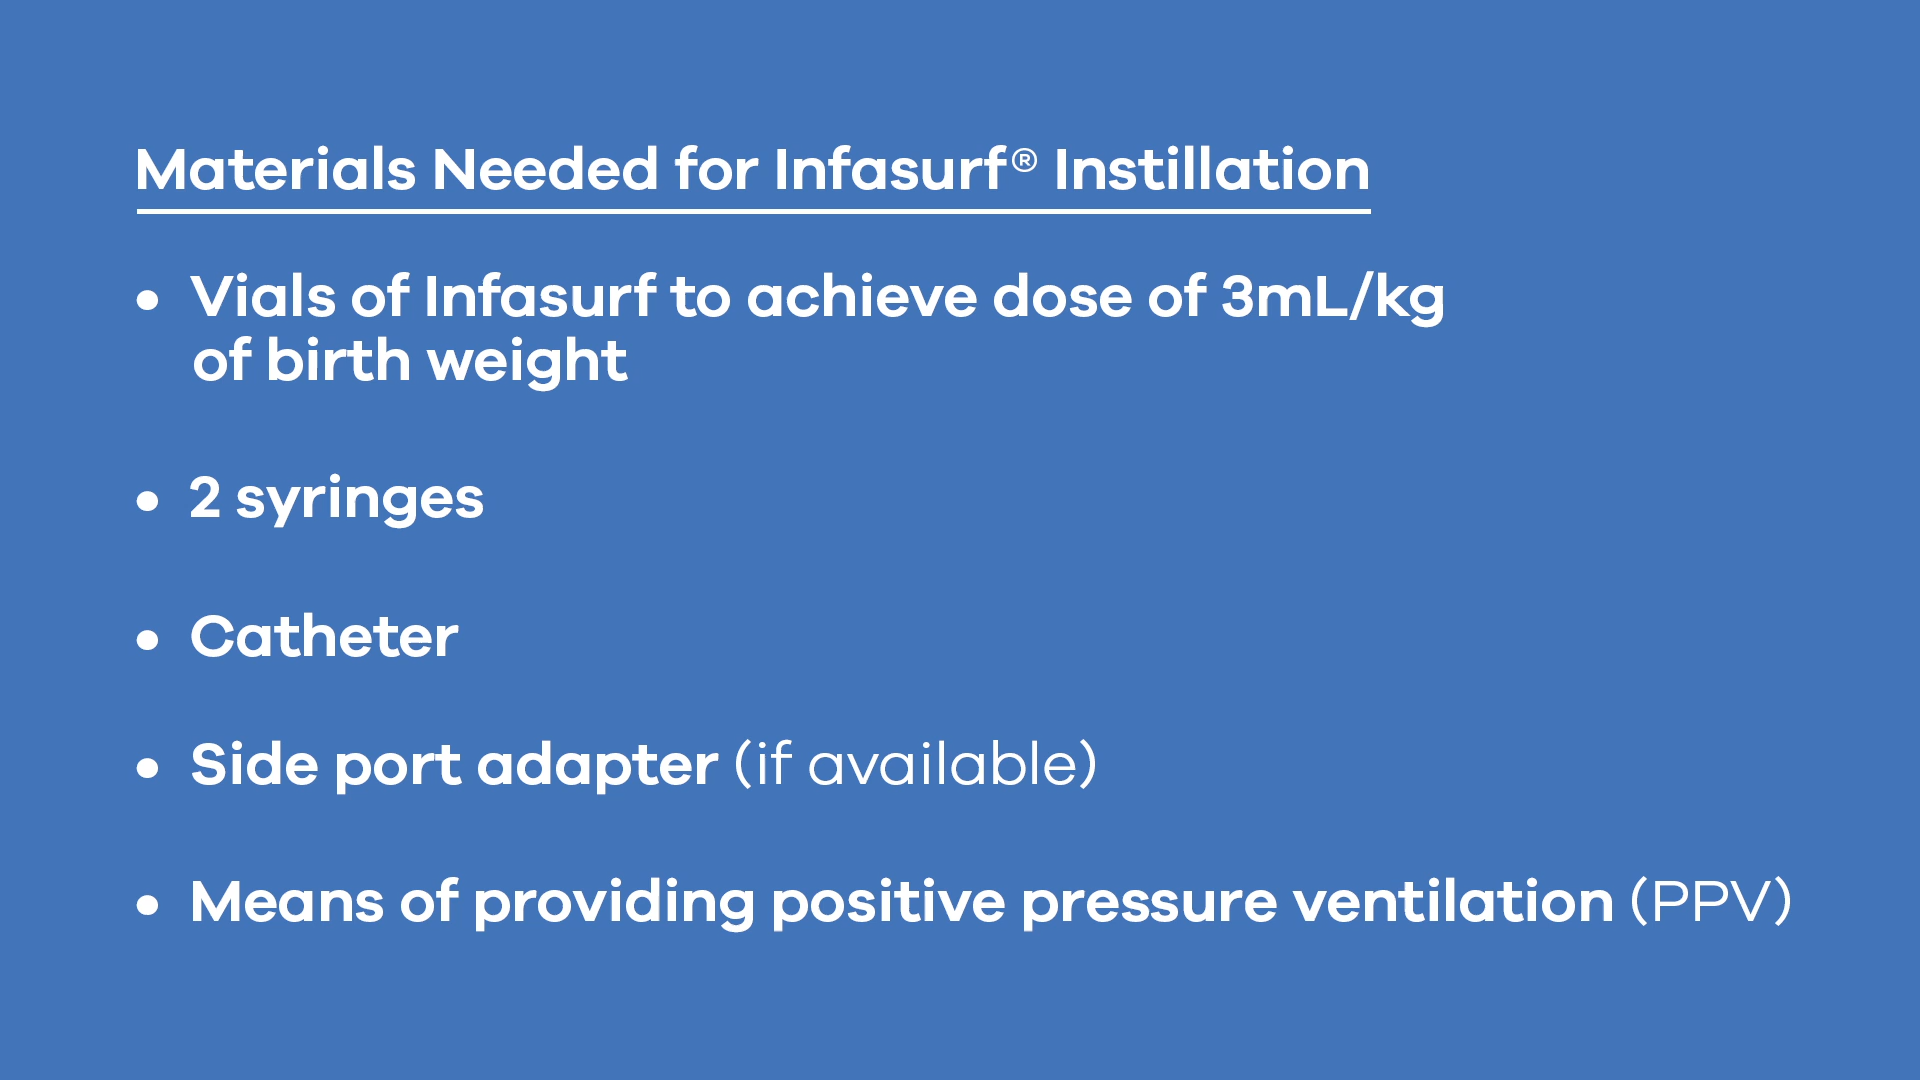 Materials Needed for Infasurf® Instillation
• Vials of Infasurf to achieve dose of 3mL/kg
of birth weight
• 2 syringes
• Catheter
• Side port adapter (if available)
• Means of providing positive pressure ventilation (PPV)